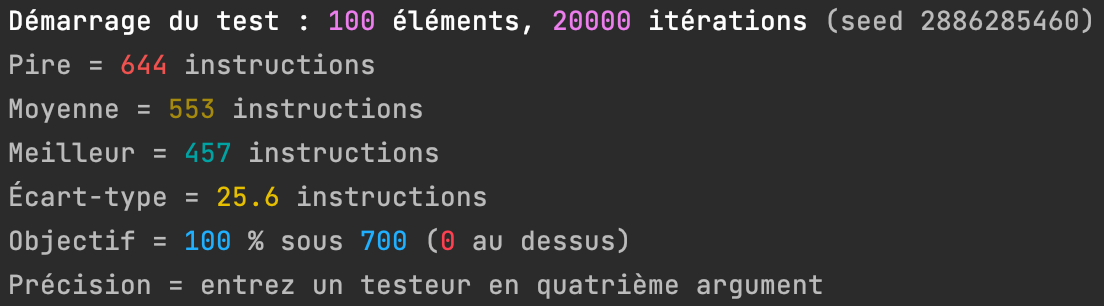 Démarrage du test : 100 éléments, 20000 itérations (seed 2886285460)
Pire = 644 instructions
Moyenne = 553 instructions
Meilleur = 457 instructions
Écart-type = 25.6 instructions
Objectif = 100 % sous 700 (0 au dessus)
Précision = entrez un testeur en quatrième argument